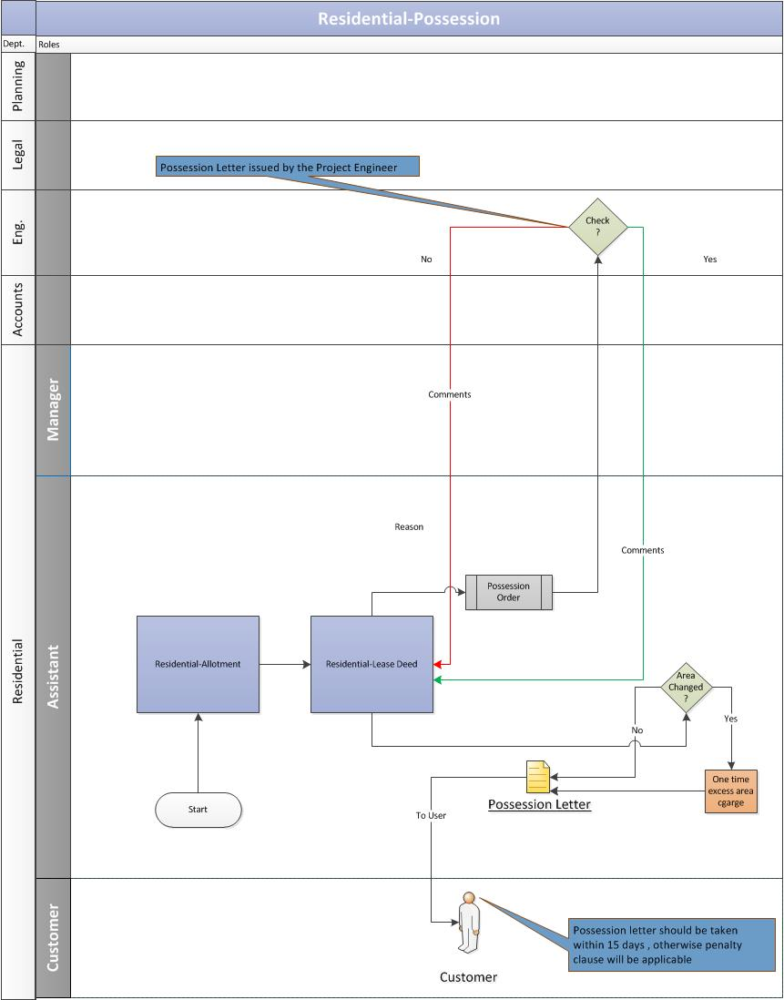 Residential-Possession
Dept.
Roles
Planning
Legal
Possession Letter issued by the Project Engineer
Eng.
Check
?
No
Yes
Accounts
Manager
Comments
Residential
Assistant
Reason
Comments
Possession
Order
Residential-Allotment
Residential-Lease Deed
Area
Changed
?
No
Yes
One time
excess area
cgarge
Possession Letter
Start
To User
Customer
Possession letter should be taken
within 15 days , otherwise penalty
clause will be applicable
Customer